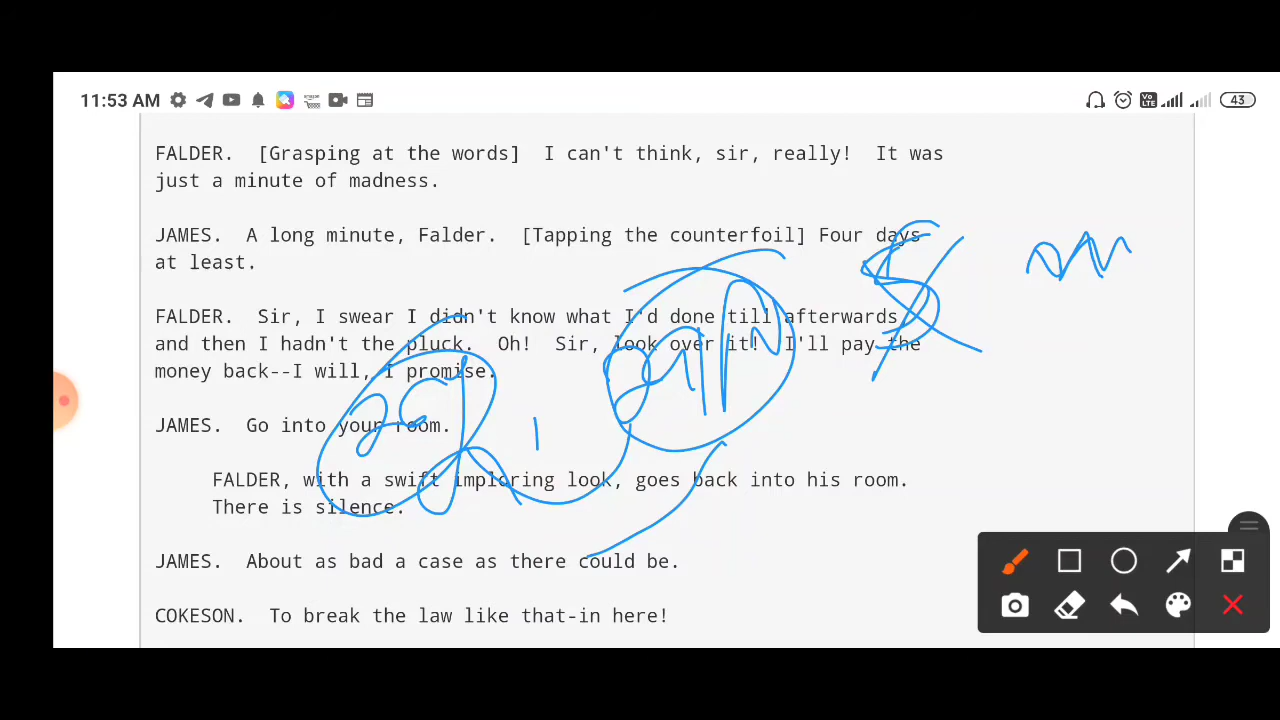 11:53 AM
43
FALDER. [Grasping at the words] I can't think, sir, really! It was
just a minute of madness.
JAMES. A long minute, Falder. [Tapping the counterfoil] Four days
at least.
FALDER. Sir, I swear I didn't know what I'd done till afterwards
and then I hadn't the pluck. Oh! Sir, look over it! I'll pay the
money back--I will, I promise.
JAMES. Go into your room.
FALDER, with a swift imploring look, goes back into his room.
There is silence.
JAMES. About as bad a case as there could be.
COKESON. To break the law like that-in here!